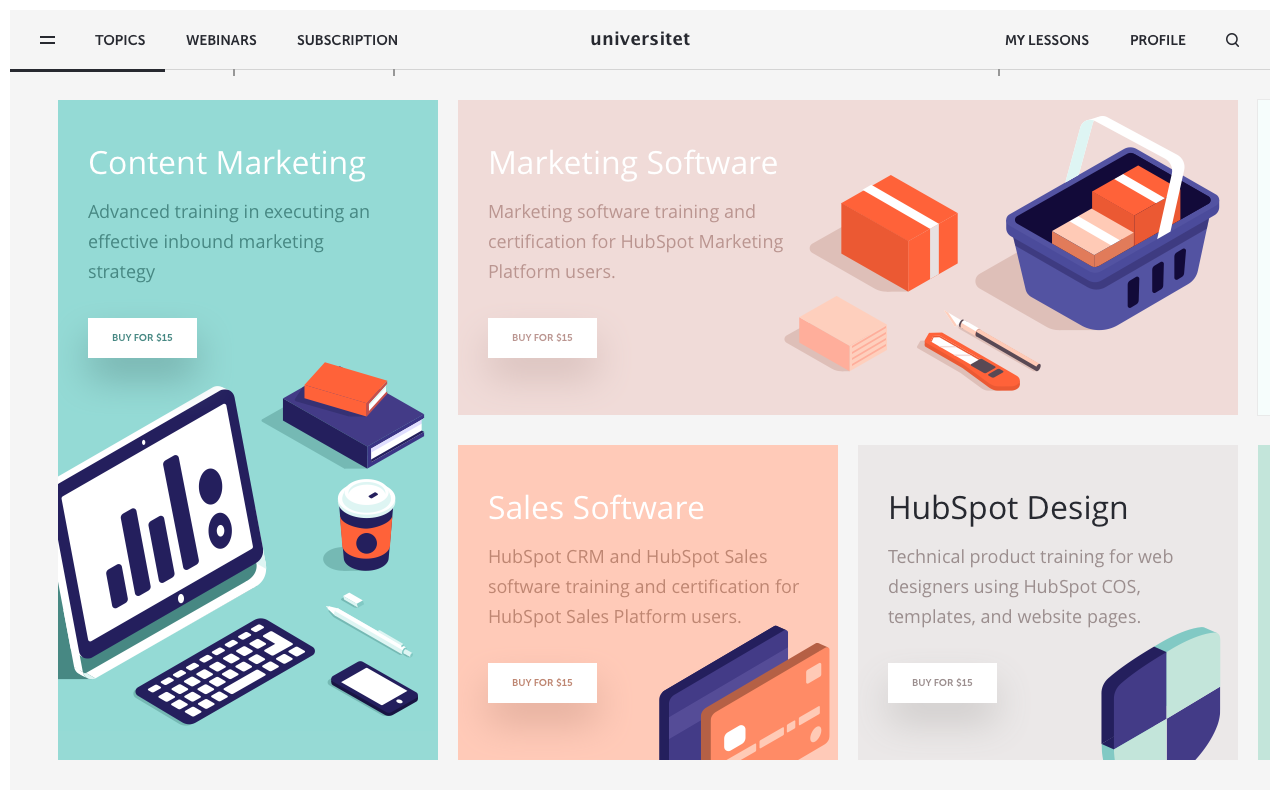 TOPICS WEBINARS SUBSCRIPTION universitet MY LESSONS PROFILE
Content Marketing
Advanced training in executing an
effective inbound marketing
strategy
BUY FOR $15
Marketing Software
Marketing software training and
certification for HubSpot Marketing
Platform users.
BUY FOR $15
Sales Software
HubSpot CRM and HubSpot Sales
software training and certification for
HubSpot Sales Platform users.
BUY FOR $15
HubSpot Design
Technical product training for web
designers using HubSpot COS,
templates, and website pages.
BUY FOR $15